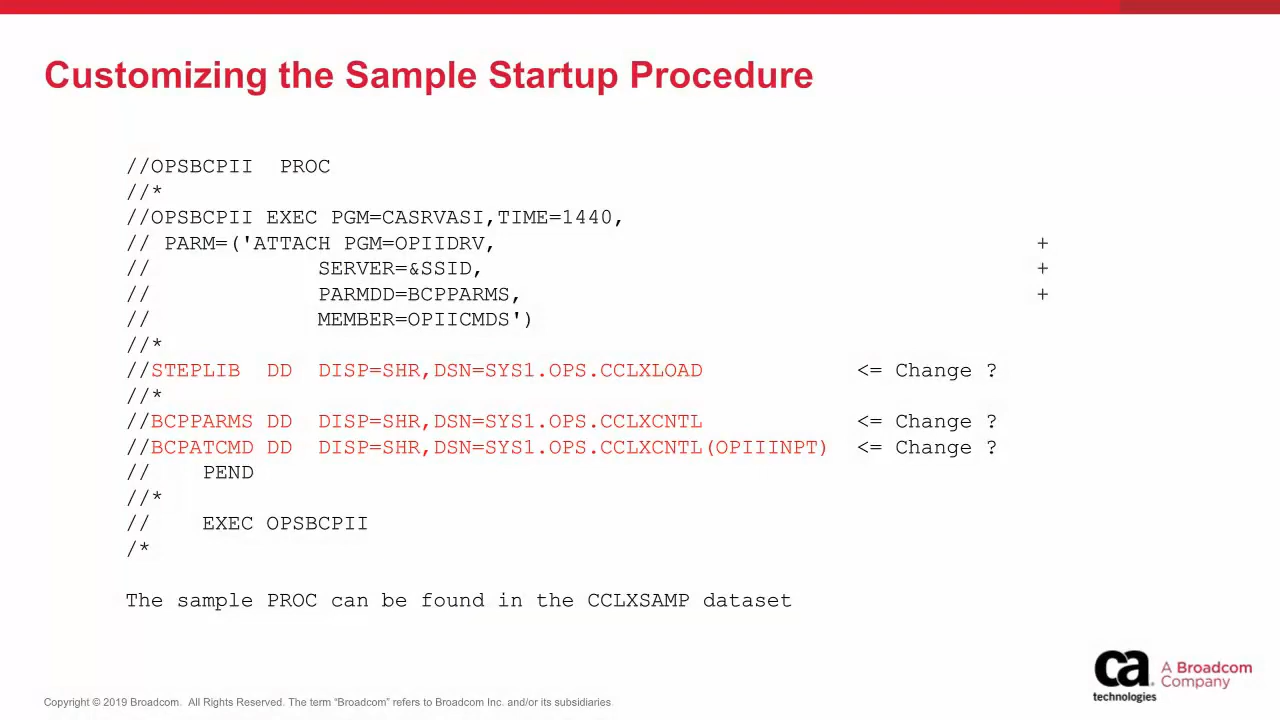 Customizing the Sample Startup Procedure
//OPSBCPII  PROC
//*
//OPSBCPII EXEC PGM=CASRVASI,TIME=1440,
// PARM=('ATTACH PGM=OPIIDRV,                                           +
//             SERVER=&SSID,                                            +
//             PARMDD=BCPPARMS,                                         +
//             MEMBER=OPIICMDS')
//*
//STEPLIB  DD  DISP=SHR,DSN=SYS1.OPS.CCLXLOAD            <= Change ?
//*
//BCPPARMS DD  DISP=SHR,DSN=SYS1.OPS.CCLXCNTL            <= Change ?
//BCPATCMD DD  DISP=SHR,DSN=SYS1.OPS.CCLXCNTL(OPIIINPT)  <= Change ?
//    PEND
//*
//    EXEC OPSBCPII
/*
The sample PROC can be found in the CCLXSAMP dataset
ca technologies
A Broadcom Company
Copyright © 2019 Broadcom.  All Rights Reserved. The term “Broadcom” refers to Broadcom Inc. and/or its subsidiaries.